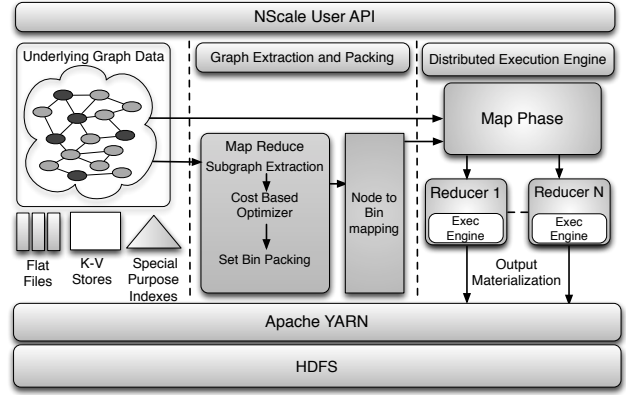 NScale User API
Underlying Graph Data
Graph Extraction and Packing
Distributed Execution Engine
Map Phase
Map Reduce
Subgraph Extraction
Cost Based
Optimizer
Set Bin Packing
Node to
Bin
mapping
Reducer 1
Exec
Engine
Reducer N
Exec
Engine
Flat
Files
K-V
Stores
Special
Purpose
Indexes
Output
Materialization
Apache YARN
HDFS